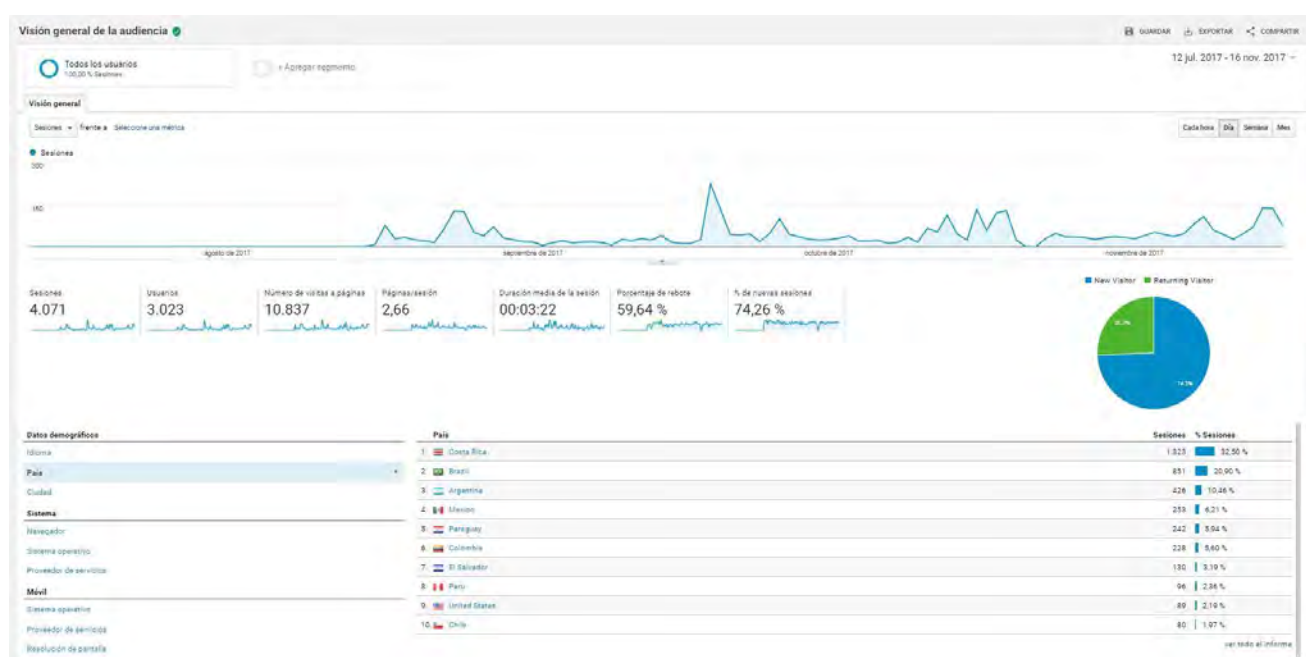 Visión general de la audiencia
GUARDAR EXPORTAR COMPARTIR
Todos los usuarios
100,00 % Sesiones
+ Agregar segmento
12 jul. 2017 - 16 nov. 2017
Visión general
Sesiones frente a Seleccione una métrica
Cada hora Día Semana Mes
Sesiones
300
150
agosto de 2017 septiembre de 2017 octubre de 2017 noviembre de 2017
New Visitor Returning Visitor
Sesiones
4.071
Usuarios
3.023
Número de visitas a páginas
10.837
Páginas/sesión
2,66
Duración media de la sesión
00:03:22
Porcentaje de rebote
59,64 %
% de nuevas sesiones
74,26 %
Datos demográficos
Idioma
País
Ciudad
Sistema
Navegador
Sistema operativo
Proveedor de servicios
Móvil
Sistema operativo
Proveedor de servicios
Resolución de pantalla
País Sesiones % Sesiones
1. Costa Rica 1.323 32,50 %
2. Brazil 851 20,90 %
3. Argentina 426 10,46 %
4. Mexico 253 6,21 %
5. Paraguay 242 5,94 %
6. Colombia 228 5,60 %
7. El Salvador 130 3,19 %
8. Peru 96 2,36 %
9. United States 89 2,19 %
10. Chile 80 1,97 %
ver todo el informe